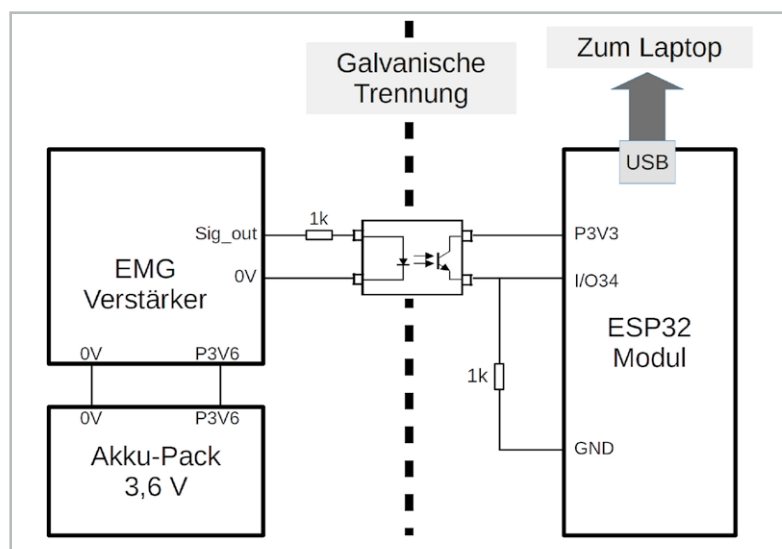 Galvanische
Trennung
Zum Laptop
USB
EMG
Verstärker
Sig_out
0V
0V
P3V6
1k
P3V3
I/O34
1k
GND
ESP32
Modul
0V
P3V6
Akku-Pack
3,6 V